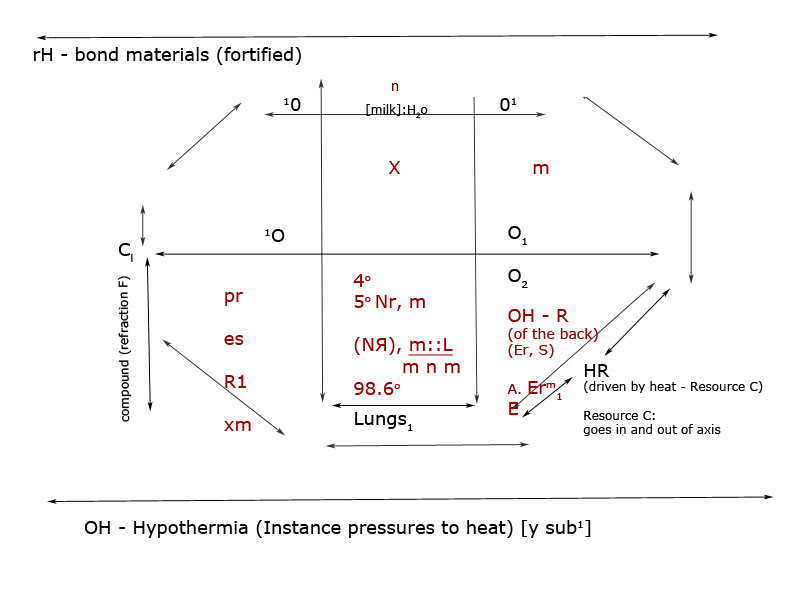 rH - bond materials (fortified)
n
¹0
[milk]:H₂o
0¹
X
m
¹O
O₁
Cₗ
O₂
compound (refraction F)
pr
4°
5° Nr, m
OH - R
(of the back)
(Er, S)
es
(NЯ), m::L
m n m
R1
98.6°
A. Erᵐ₁
E
HR
(driven by heat - Resource C)
xm
Lungs₁
Resource C:
goes in and out of axis
OH - Hypothermia (Instance pressures to heat) [y sub¹]